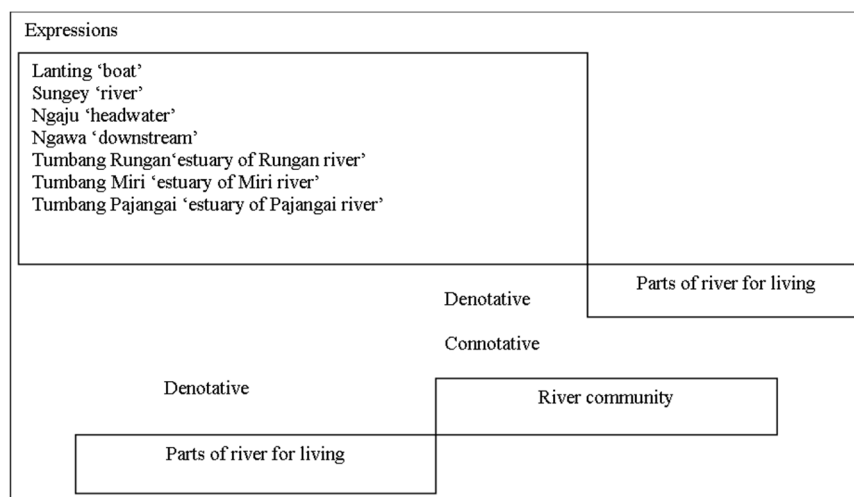 Expressions
Lanting ‘boat’
Sungey ‘river’
Ngaju ‘headwater’
Ngawa ‘downstream’
Tumbang Rungan‘estuary of Rungan river’
Tumbang Miri ‘estuary of Miri river’
Tumbang Pajangai ‘estuary of Pajangai river’
Parts of river for living
Denotative
Connotative
Denotative
River community
Parts of river for living